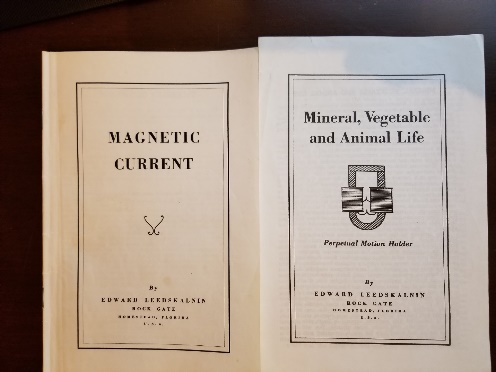 MAGNETIC
CURRENT
By
EDWARD LEEDSKALNIN
ROCK GATE
HOMESTEAD, FLORIDA
U.S.A.
Mineral, Vegetable
and Animal Life
Perpetual Motion Holder
By
EDWARD LEEDSKALNIN
ROCK GATE
HOMESTEAD, FLORIDA
U.S.A.